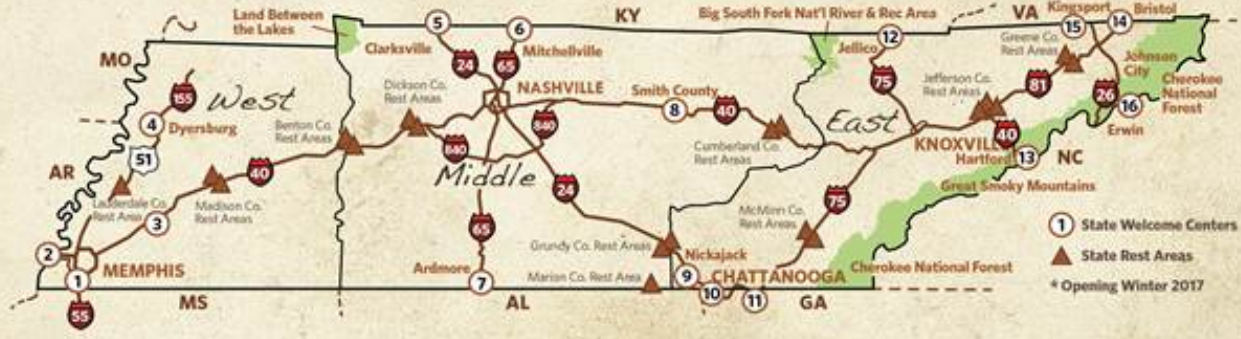 Land Between
the Lakes
5
6
KY
Big South Fork Nat'l River & Rec Area
VA
Kingsport
15
14
Bristol
MO
Clarksville
24
65
Mitchellville
12
Jellico
Greene Co.
Rest Areas
155
West
Dickson Co.
Rest Areas
NASHVILLE
Smith County
8
40
75
Jefferson Co.
Rest Areas
81
Johnson
City
26
Cherokee
National
Forest
16
Erwin
4
Dyersburg
Benton Co.
Rest Areas
840
840
Cumberland Co.
Rest Areas
East
KNOXVILLE
40
Hartford
13
NC
51
AR
40
Middle
24
Great Smoky Mountains
Lauderdale Co.
Rest Area
Madison Co.
Rest Areas
3
65
McMinn Co.
Rest Areas
75
1 State Welcome Centers
2
MEMPHIS
1
Grundy Co. Rest Areas
Nickajack
State Rest Areas
Ardmore
7
Marion Co. Rest Area
9
CHATTANOOGA
Cherokee National Forest
10
11
* Opening Winter 2017
55
MS
AL
GA